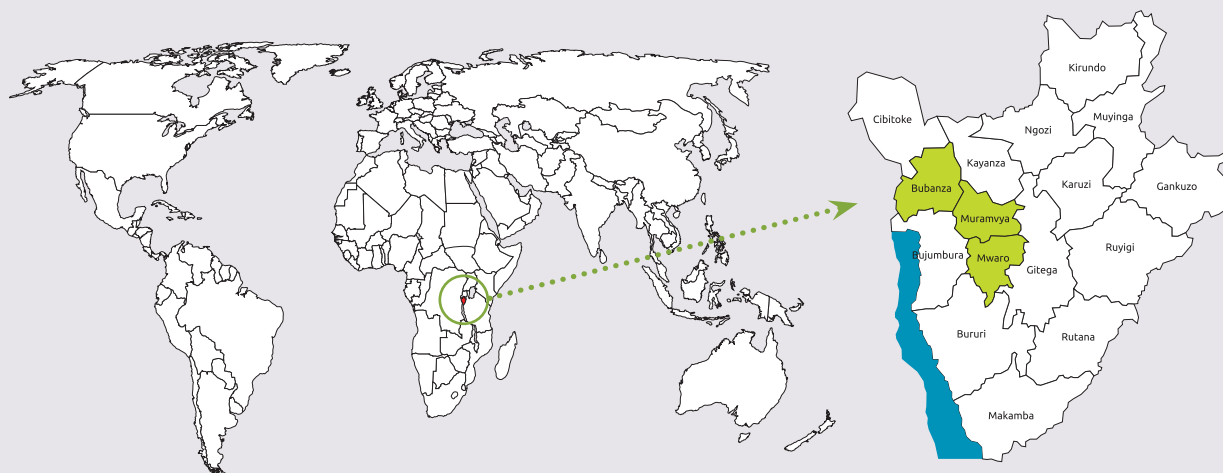 Kirundo
Cibitoke
Muyinga
Ngozi
Kayanza
Bubanza
Karuzi
Gankuzo
Muramvya
Ruyigi
Bujumbura
Mwaro
Gitega
Bururi
Rutana
Makamba